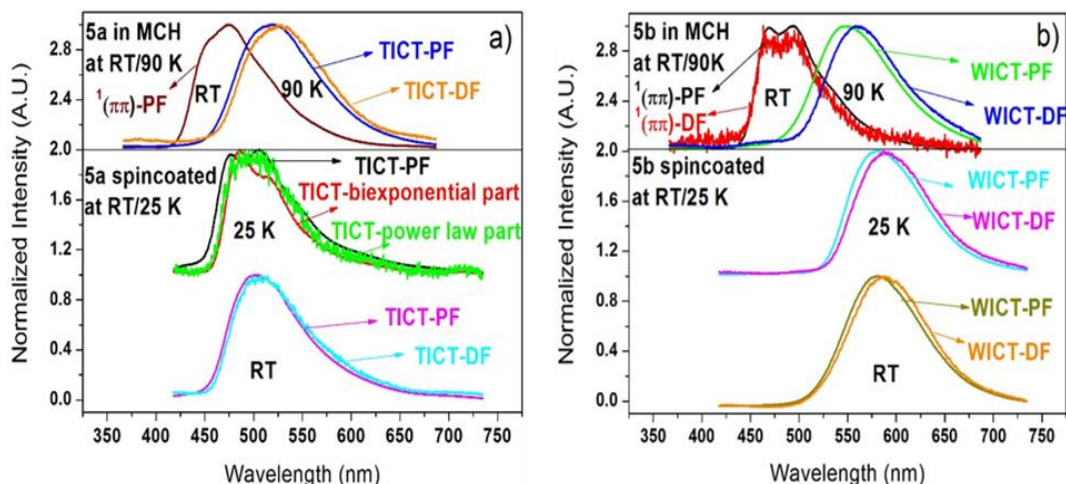 a)
5a in MCH
at RT/90 K
¹(ππ)-PF
RT
90 K
TICT-PF
TICT-DF
5a spincoated
at RT/25 K
TICT-PF
TICT-biexponential part
TICT-power law part
25 K
TICT-PF
TICT-DF
RT
Normalized Intensity (A.U.)
3.0
2.8
2.4
2.0
1.6
1.2
0.8
0.4
0.0
350 400 450 500 550 600 650 700 750
Wavelength (nm)
b)
5b in MCH
at RT/90K
¹(ππ)-PF
¹(ππ)-DF
RT
90 K
WICT-PF
WICT-DF
5b spincoated
at RT/25 K
WICT-PF
WICT-DF
25 K
WICT-PF
WICT-DF
RT
Normalized Intensity (A.U.)
2.8
2.4
2.0
1.6
1.2
0.8
0.4
0.0
350 400 450 500 550 600 650 700 750
Wavelength (nm)